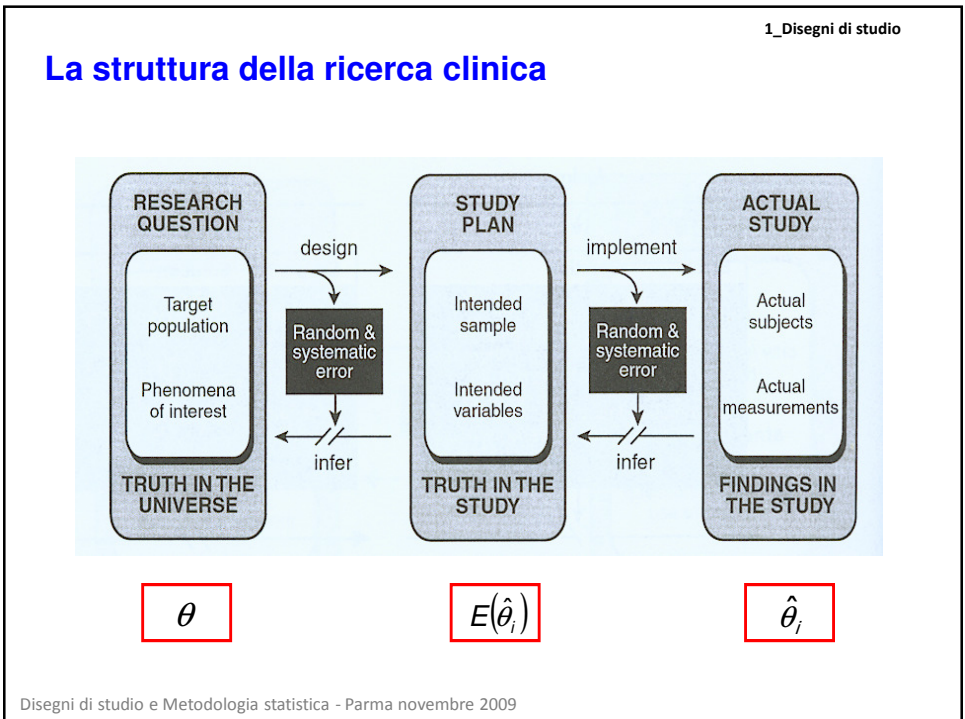 1_Disegni di studio
La struttura della ricerca clinica
RESEARCH
QUESTION
Target
population
Phenomena
of interest
TRUTH IN THE
UNIVERSE
design
Random &
systematic
error
infer
STUDY
PLAN
Intended
sample
Intended
variables
TRUTH IN THE
STUDY
implement
Random &
systematic
error
infer
ACTUAL
STUDY
Actual
subjects
Actual
measurements
FINDINGS IN
THE STUDY
θ
E(θ̂ᵢ)
θ̂ᵢ
Disegni di studio e Metodologia statistica - Parma novembre 2009